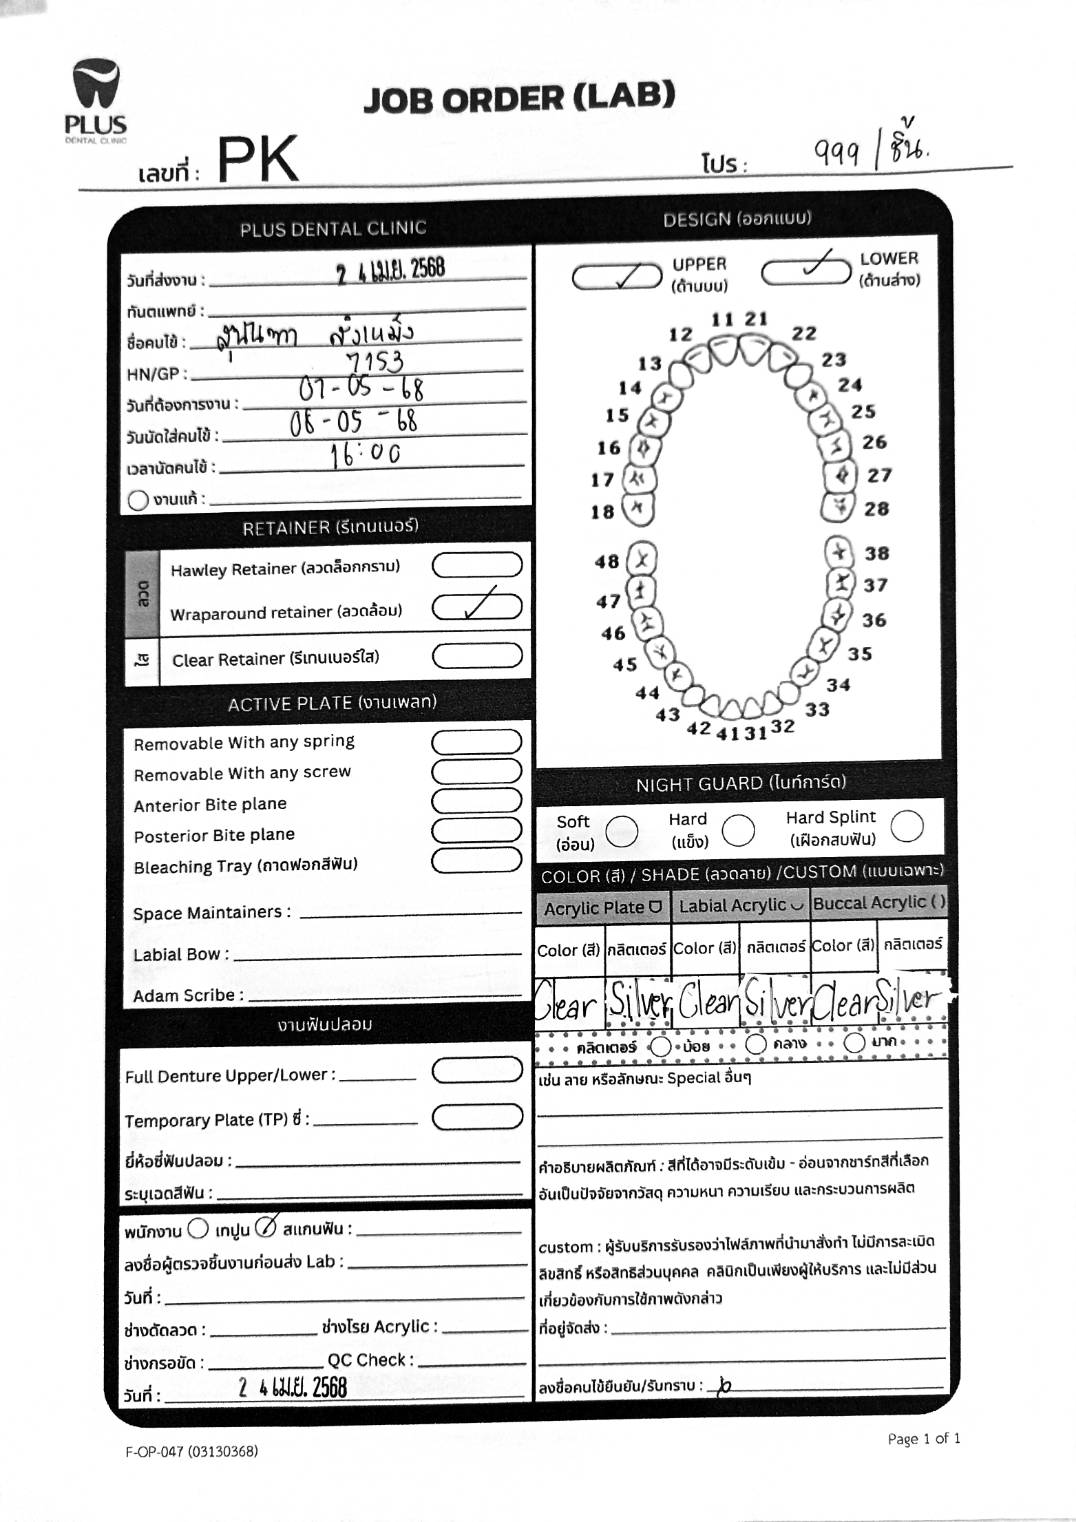 PLUS
DENTAL CLINIC
JOB ORDER (LAB)
เลขที่ : PK
โปร : 999 / ชิ้น.
PLUS DENTAL CLINIC
วันที่ส่งงาน : 2 4 เม.ย. 2568
ทันตแพทย์ :
ชื่อคนไข้ : สุนันทา
HN/GP : 7153
วันที่ต้องการงาน : 07-05-68
วันนัดใส่คนไข้ : 08-05-68
เวลานัดคนไข้ : 16:00
งานแก้ :
RETAINER (รีเทนเนอร์)
ลวด
Hawley Retainer (ลวดล็อกกราม)
Wraparound retainer (ลวดล้อม)
ใส
Clear Retainer (รีเทนเนอร์ใส)
ACTIVE PLATE (งานเพลท)
Removable With any spring
Removable With any screw
Anterior Bite plane
Posterior Bite plane
Bleaching Tray (ถาดฟอกสีฟัน)
Space Maintainers :
Labial Bow :
Adam Scribe :
งานฟันปลอม
Full Denture Upper/Lower :
Temporary Plate (TP) ซี่ :
ยี่ห้อซี่ฟันปลอม :
ระบุเฉดสีฟัน :
พนักงาน เทปูน สแกนฟัน :
ลงชื่อผู้ตรวจชิ้นงานก่อนส่ง Lab :
วันที่ :
ช่างดัดลวด : ช่างโรย Acrylic :
ช่างกรอขัด : QC Check :
วันที่ : 2 4 เม.ย. 2568
DESIGN (ออกแบบ)
UPPER LOWER
(ด้านบน) (ด้านล่าง)
11 21
12 22
13 23
14 24
15 25
16 26
17 27
18 28
48 38
47 37
46 36
45 35
44 34
43 33
42 41 31 32
NIGHT GUARD (ไนท์การ์ด)
Soft Hard Hard Splint
(อ่อน) (แข็ง) (เฝือกสบฟัน)
COLOR (สี) / SHADE (ลวดลาย) /CUSTOM (แบบเฉพาะ)
Acrylic Plate Labial Acrylic Buccal Acrylic ( )
Color (สี) กลิตเตอร์ Color (สี) กลิตเตอร์ Color (สี) กลิตเตอร์
Clear Silver Clear Silver Clear Silver
กลิตเตอร์ น้อย กลาง มาก
เช่น ลาย หรือลักษณะ Special อื่นๆ
คำอธิบายผลิตภัณฑ์ : สีที่ได้อาจมีระดับเข้ม - อ่อนจากชาร์ทสีที่เลือก
อันเป็นปัจจัยจากวัสดุ ความหนา ความเรียบ และกระบวนการผลิต
custom : ผู้รับบริการรับรองว่าไฟล์ภาพที่นำมาสั่งทำ ไม่มีการละเมิด
ลิขสิทธิ์ หรือสิทธิส่วนบุคคล คลินิกเป็นเพียงผู้ให้บริการ และไม่มีส่วน
เกี่ยวข้องกับการใช้ภาพดังกล่าว
ที่อยู่จัดส่ง :
ลงชื่อคนไข้ยืนยัน/รับทราบ :
F-OP-047 (03130368)
Page 1 of 1